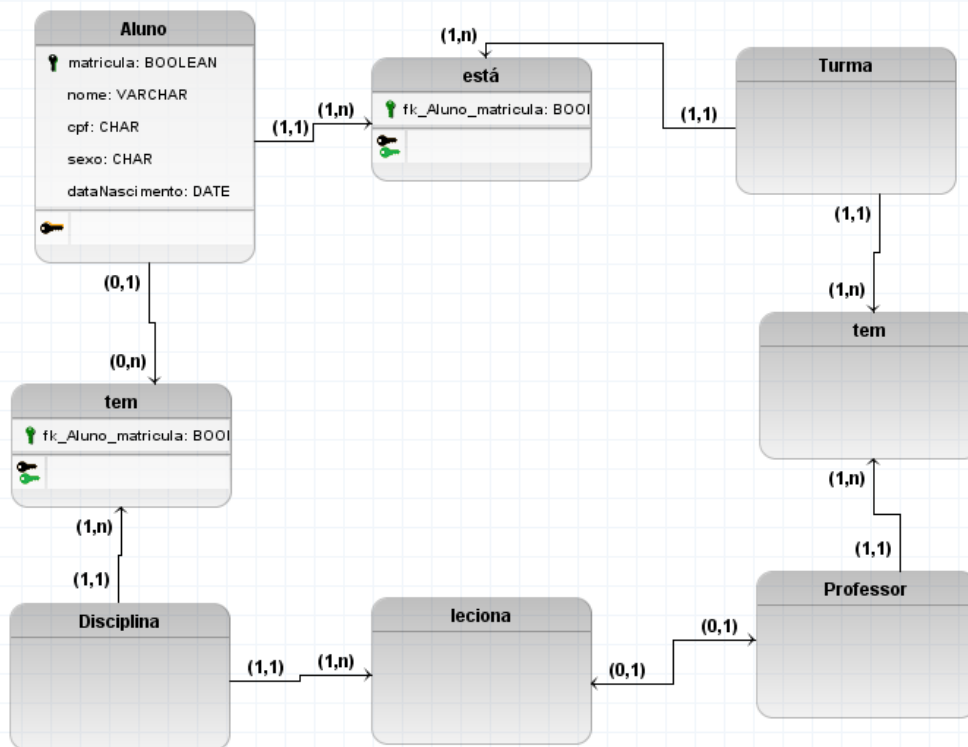 Aluno
matricula: BOOLEAN
nome: VARCHAR
cpf: CHAR
sexo: CHAR
dataNascimento: DATE
(1,1)
(1,n)
(1,n)
está
fk_Aluno_matricula: BOOl
(1,1)
Turma
(1,1)
(1,n)
tem
(0,1)
(0,n)
tem
fk_Aluno_matricula: BOOl
(1,n)
(1,1)
Disciplina
(1,1)
(1,n)
leciona
(0,1)
(0,1)
(1,n)
(1,1)
Professor